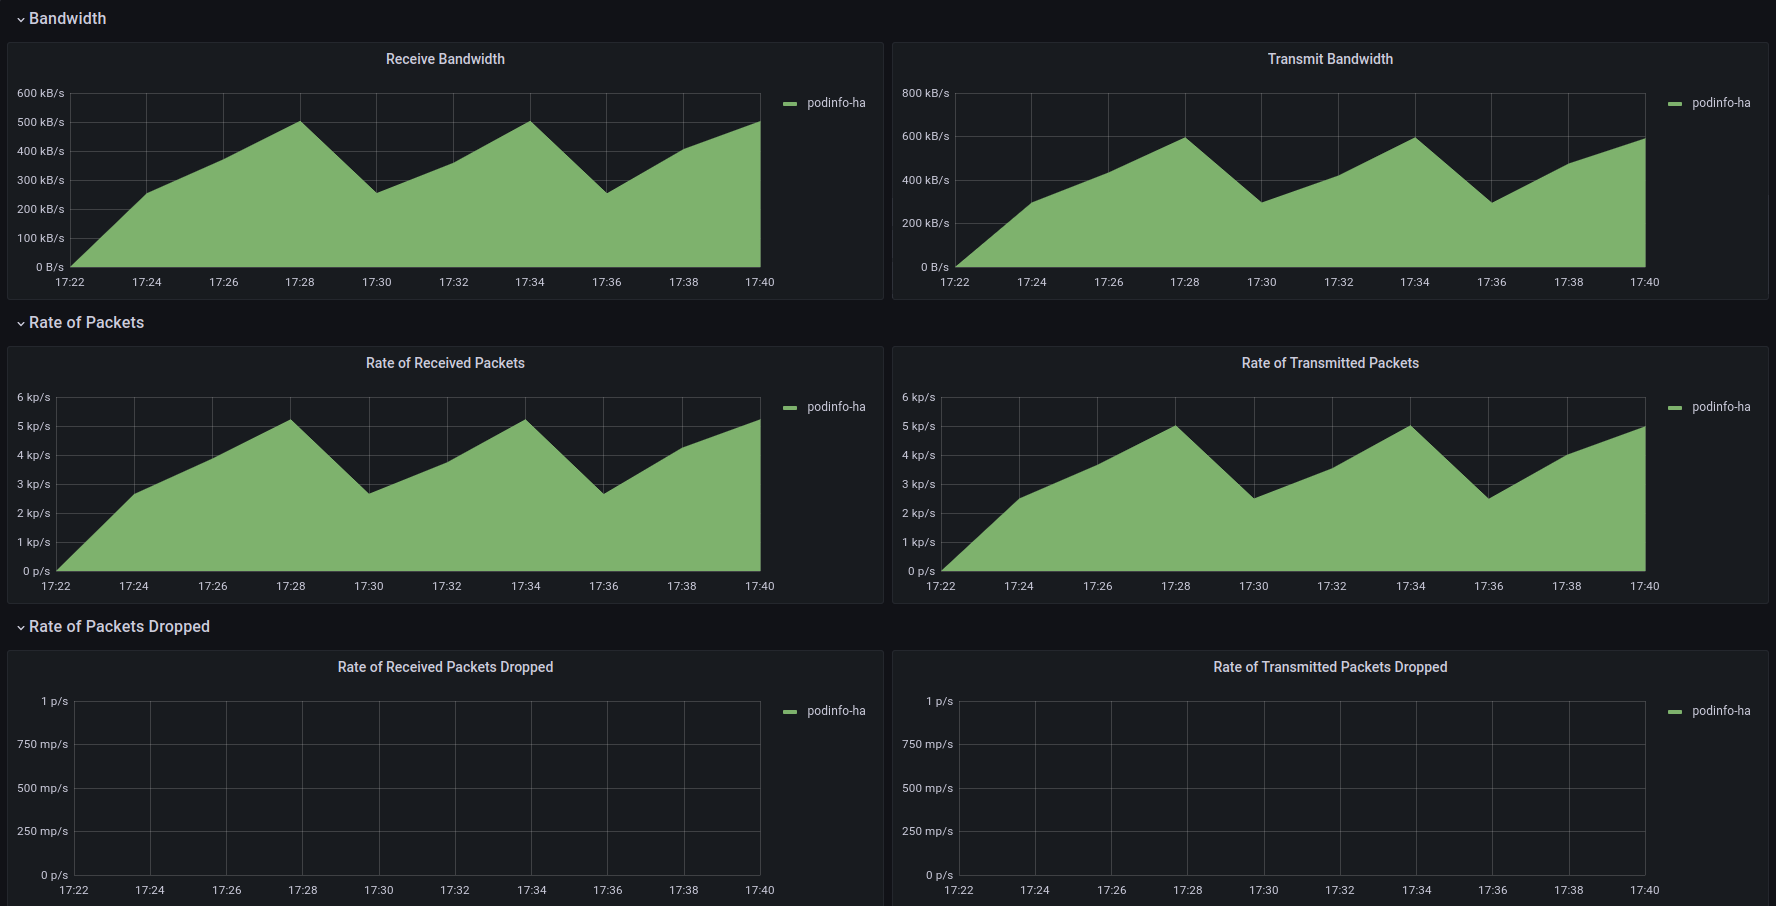 Bandwidth
Receive Bandwidth
600 kB/s
500 kB/s
400 kB/s
300 kB/s
200 kB/s
100 kB/s
0 B/s
17:22 17:24 17:26 17:28 17:30 17:32 17:34 17:36 17:38 17:40
podinfo-ha
Transmit Bandwidth
800 kB/s
600 kB/s
400 kB/s
200 kB/s
0 B/s
17:22 17:24 17:26 17:28 17:30 17:32 17:34 17:36 17:38 17:40
podinfo-ha
Rate of Packets
Rate of Received Packets
6 kp/s
5 kp/s
4 kp/s
3 kp/s
2 kp/s
1 kp/s
0 p/s
17:22 17:24 17:26 17:28 17:30 17:32 17:34 17:36 17:38 17:40
podinfo-ha
Rate of Transmitted Packets
6 kp/s
5 kp/s
4 kp/s
3 kp/s
2 kp/s
1 kp/s
0 p/s
17:22 17:24 17:26 17:28 17:30 17:32 17:34 17:36 17:38 17:40
podinfo-ha
Rate of Packets Dropped
Rate of Received Packets Dropped
1 p/s
750 mp/s
500 mp/s
250 mp/s
0 p/s
17:22 17:24 17:26 17:28 17:30 17:32 17:34 17:36 17:38 17:40
podinfo-ha
Rate of Transmitted Packets Dropped
1 p/s
750 mp/s
500 mp/s
250 mp/s
0 p/s
17:22 17:24 17:26 17:28 17:30 17:32 17:34 17:36 17:38 17:40
podinfo-ha